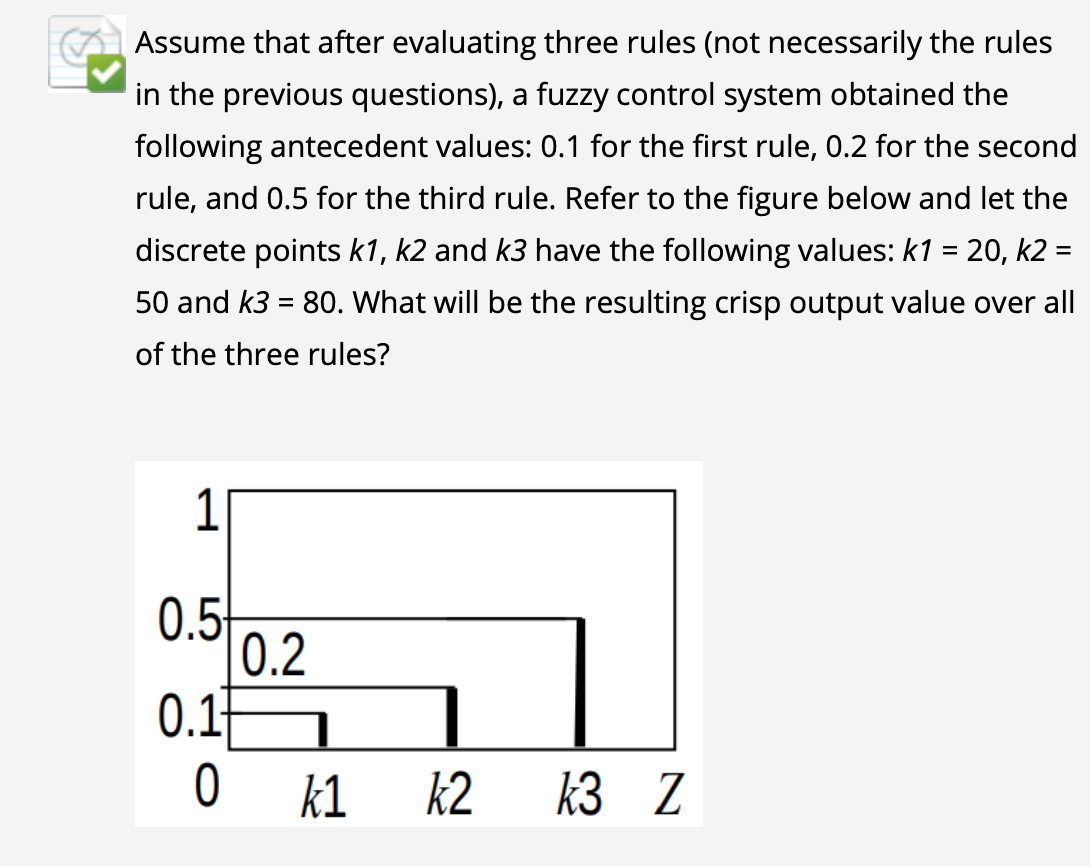 Assume that after evaluating three rules (not necessarily the rules
in the previous questions), a fuzzy control system obtained the
following antecedent values: 0.1 for the first rule, 0.2 for the second
rule, and 0.5 for the third rule. Refer to the figure below and let the
discrete points k1, k2 and k3 have the following values: k1 = 20, k2 =
50 and k3 = 80. What will be the resulting crisp output value over all
of the three rules?
1
0.5
0.2
0.1
0 k1 k2 k3 Z